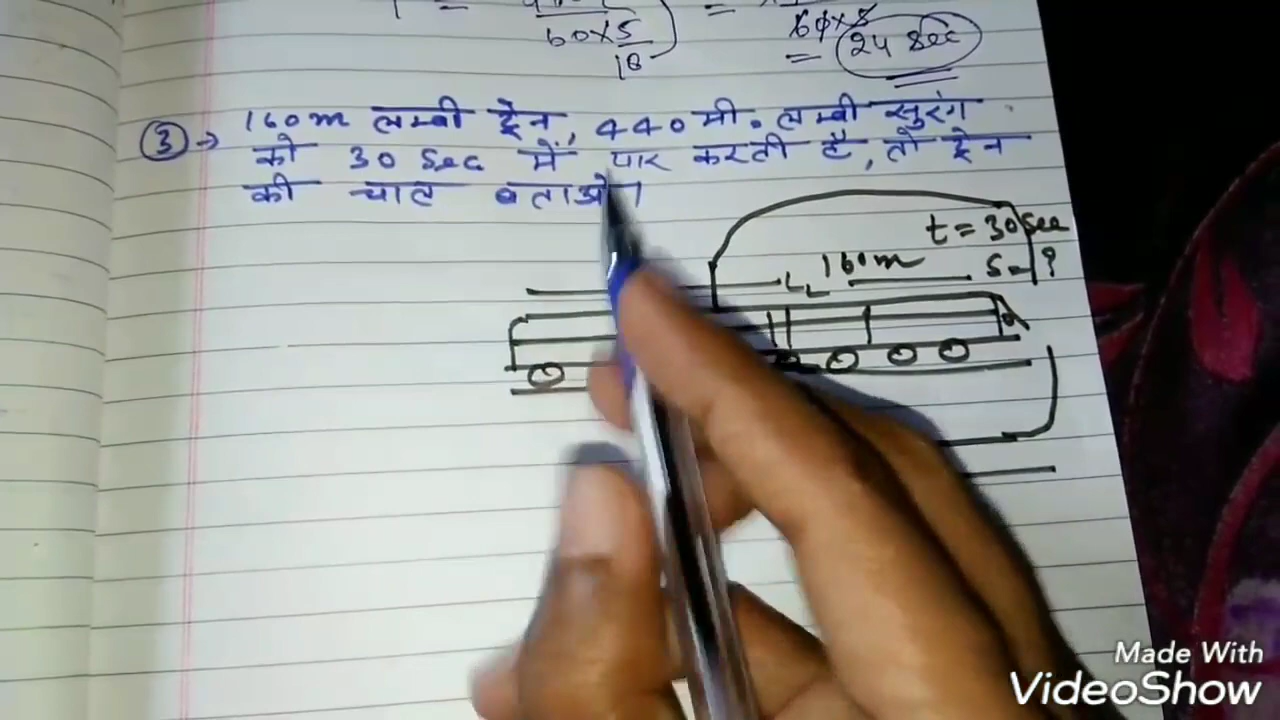 60×5
18
=
= 24 Sec
③→ 160m लम्बी ट्रेन, 440 मी. लम्बी सुरंग
को 30 Sec में पार करती है, तो ट्रेन
की चाल बताओ।
t = 30 Sec
160m
S = ?
Made With
VideoShow